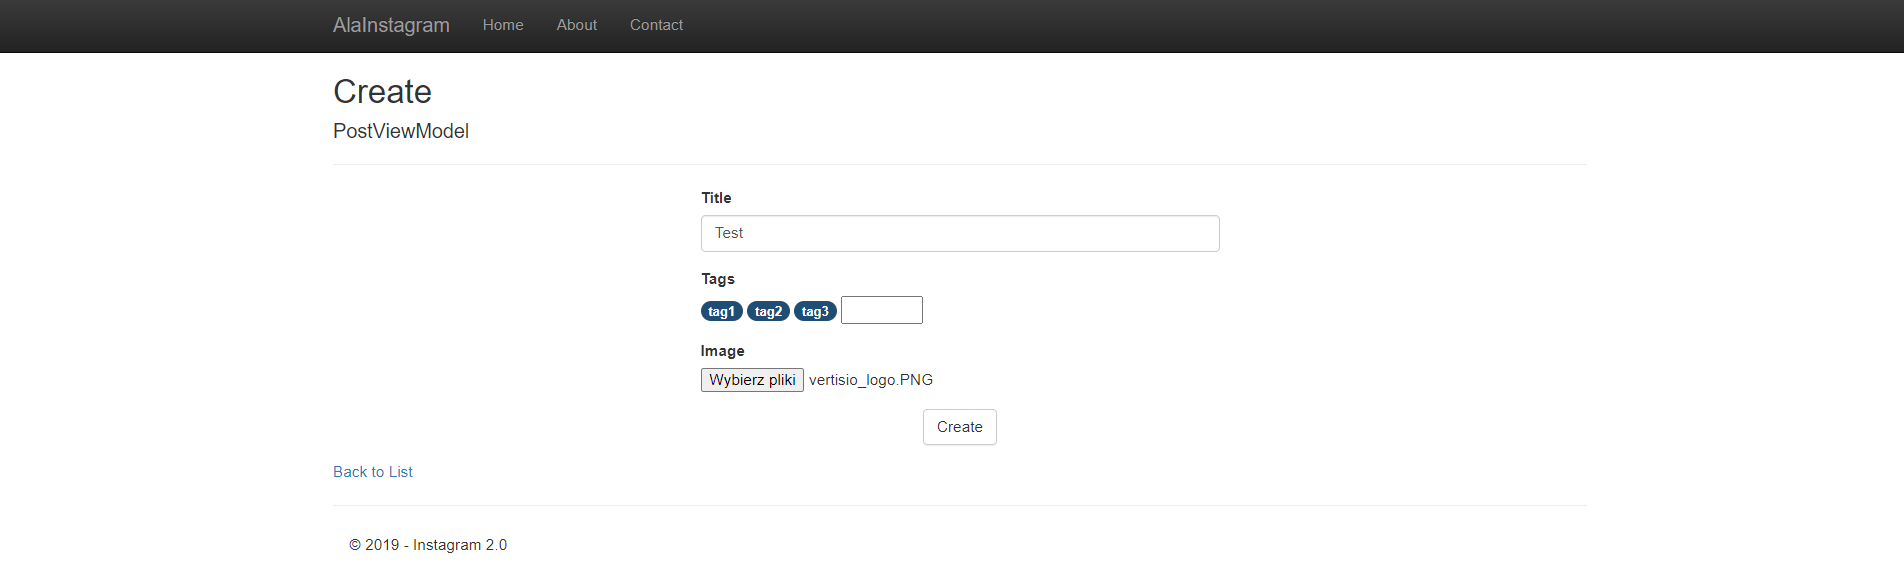 AlaInstagram Home About Contact
Create
PostViewModel
Title
Test
Tags
tag1 tag2 tag3
Image
Wybierz pliki vertisio_logo.PNG
Create
Back to List
© 2019 - Instagram 2.0